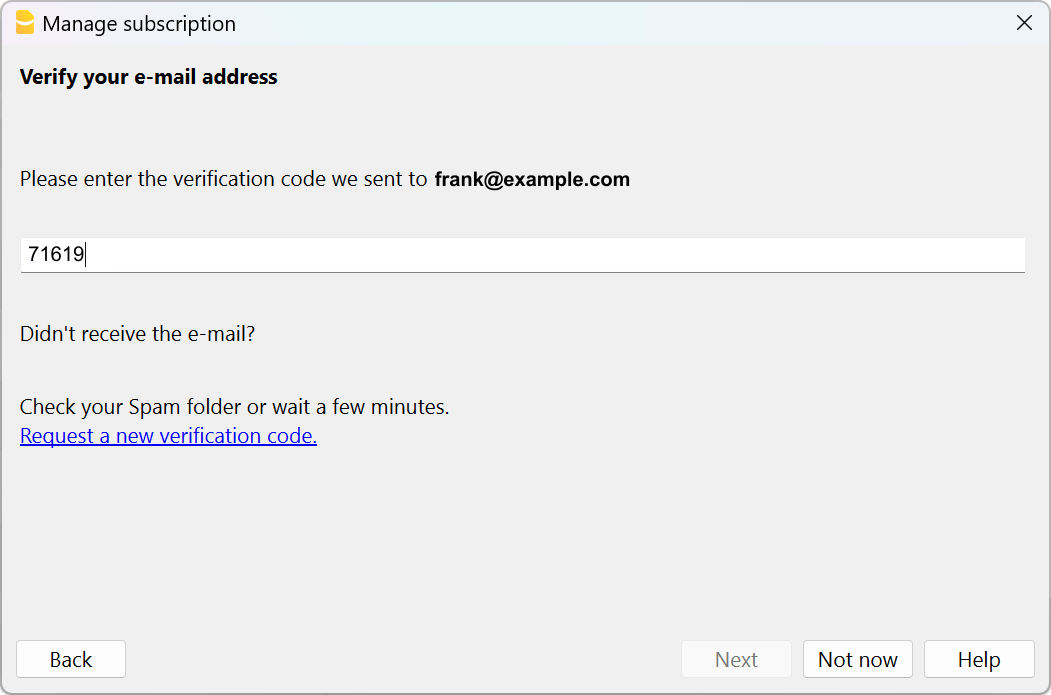 Manage subscription
Verify your e-mail address
Please enter the verification code we sent to frank@example.com
71619
Didn't receive the e-mail?
Check your Spam folder or wait a few minutes.
Request a new verification code.
Back Next Not now Help